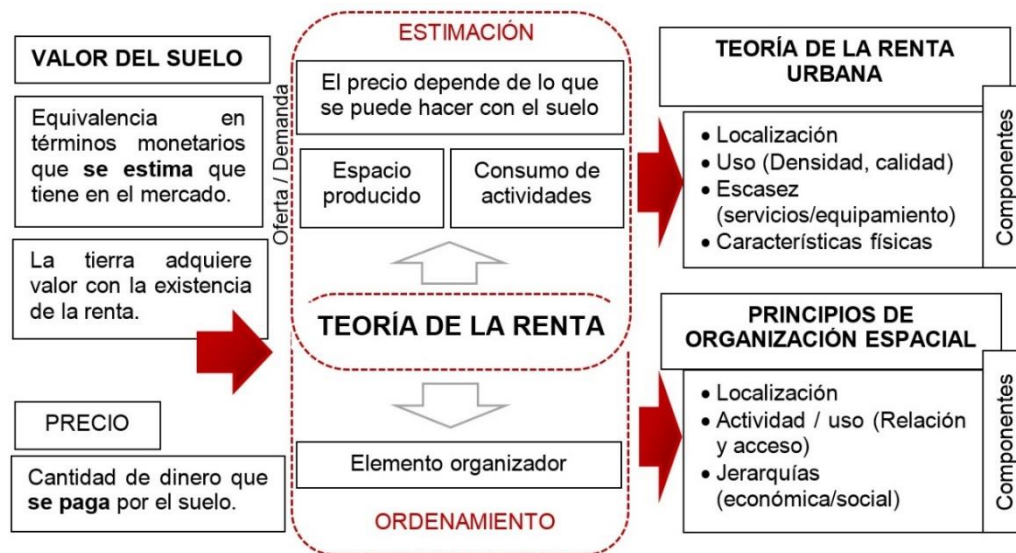 VALOR DEL SUELO
Equivalencia en
términos monetarios
que se estima que
tiene en el mercado.
La tierra adquiere
valor con la existencia
de la renta.
PRECIO
Cantidad de dinero que
se paga por el suelo.
Oferta / Demanda
ESTIMACIÓN
El precio depende de lo que
se puede hacer con el suelo
Espacio
producido
Consumo de
actividades
TEORÍA DE LA RENTA
Elemento organizador
ORDENAMIENTO
TEORÍA DE LA RENTA
URBANA
• Localización
• Uso (Densidad, calidad)
• Escasez
(servicios/equipamiento)
• Características físicas
Componentes
PRINCIPIOS DE
ORGANIZACIÓN ESPACIAL
• Localización
• Actividad / uso (Relación
y acceso)
• Jerarquías
(económica/social)
Componentes